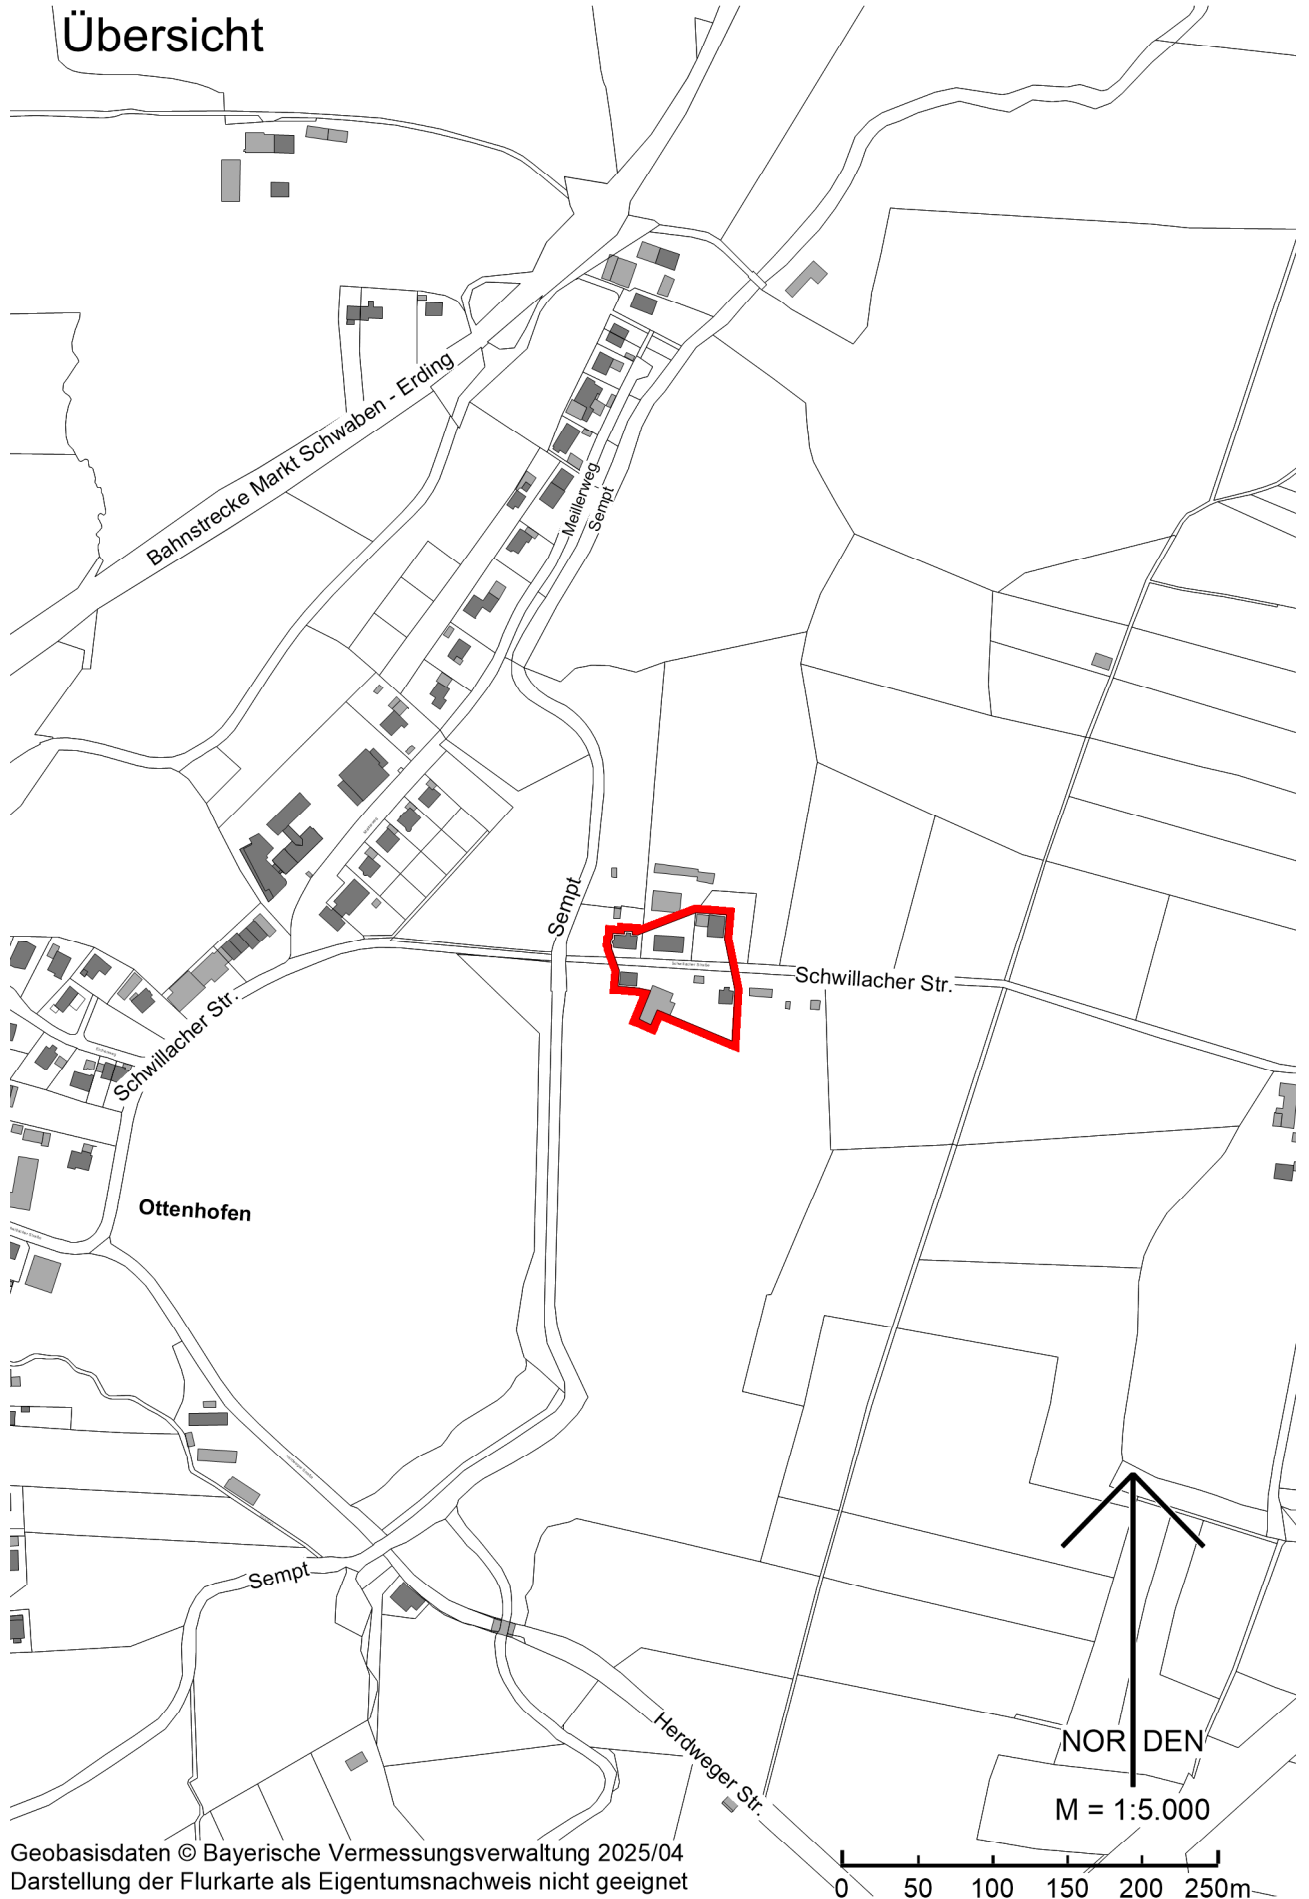 Übersicht
Bahnstrecke Markt Schwaben - Erding
Meillerweg
Sempt
Sempt
Schwillacher Str.
Schwillacher Str.
Ottenhofen
Sempt
Herdweger Str.
NORDEN
M = 1:5.000
0 50 100 150 200 250m
Geobasisdaten © Bayerische Vermessungsverwaltung 2025/04
Darstellung der Flurkarte als Eigentumsnachweis nicht geeignet